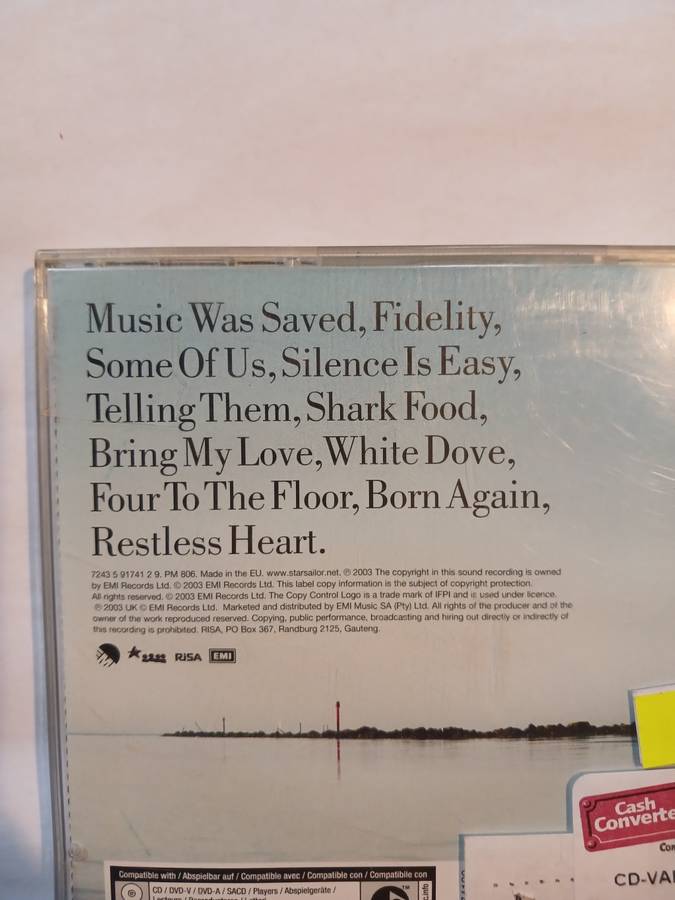 Music Was Saved, Fidelity,
Some Of Us, Silence Is Easy,
Telling Them, Shark Food,
Bring My Love, White Dove,
Four To The Floor, Born Again,
Restless Heart.
7243 5 91741 2 9. PM 806. Made in the EU. www.starsailor.net. ℗ 2003 The copyright in this sound recording is owned
by EMI Records Ltd. © 2003 EMI Records Ltd. This label copy information is the subject of copyright protection.
All rights reserved. © 2003 EMI Records Ltd. The Copy Control Logo is a trade mark of IFPI and is used under licence.
℗ 2003 UK © EMI Records Ltd. Marketed and distributed by EMI Music SA (Pty) Ltd. All rights of the producer and of the
owner of the work reproduced reserved. Copying, public performance, broadcasting and hiring out directly or indirectly of
this recording is prohibited. RISA, PO Box 367, Randburg 2125, Gauteng.
RiSA EMI
Cash
Converte
CD-VA
Compatible with / Abspielbar auf / Compatible avec / Compatible con / Compatibile con
CD / DVD-V / DVD-A / SACD / Players / Abspielgeräte /